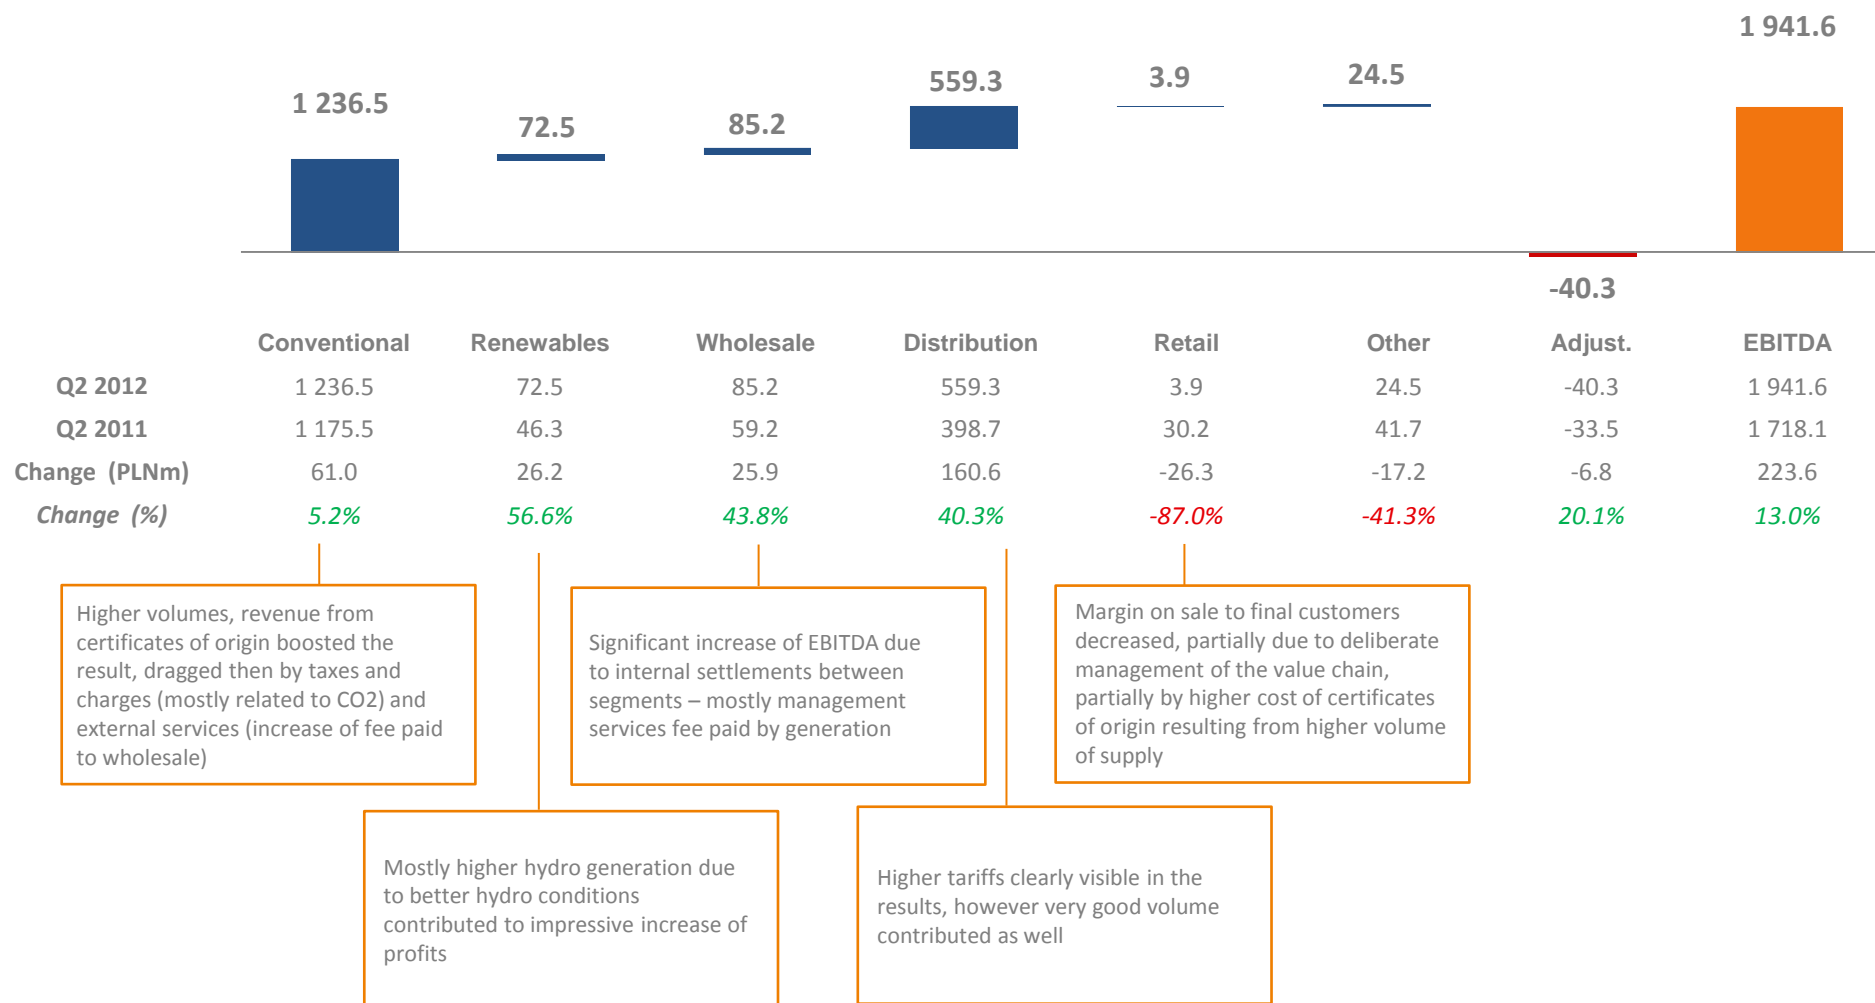 1 941.6
1 236.5
72.5
85.2
559.3
3.9
24.5
-40.3
Conventional Renewables Wholesale Distribution Retail Other Adjust. EBITDA
Q2 2012 1 236.5 72.5 85.2 559.3 3.9 24.5 -40.3 1 941.6
Q2 2011 1 175.5 46.3 59.2 398.7 30.2 41.7 -33.5 1 718.1
Change (PLNm) 61.0 26.2 25.9 160.6 -26.3 -17.2 -6.8 223.6
Change (%) 5.2% 56.6% 43.8% 40.3% -87.0% -41.3% 20.1% 13.0%
Higher volumes, revenue from
certificates of origin boosted the
result, dragged then by taxes and
charges (mostly related to CO2) and
external services (increase of fee paid
to wholesale)
Significant increase of EBITDA due
to internal settlements between
segments – mostly management
services fee paid by generation
Margin on sale to final customers
decreased, partially due to deliberate
management of the value chain,
partially by higher cost of certificates
of origin resulting from higher volume
of supply
Mostly higher hydro generation due
to better hydro conditions
contributed to impressive increase of
profits
Higher tariffs clearly visible in the
results, however very good volume
contributed as well